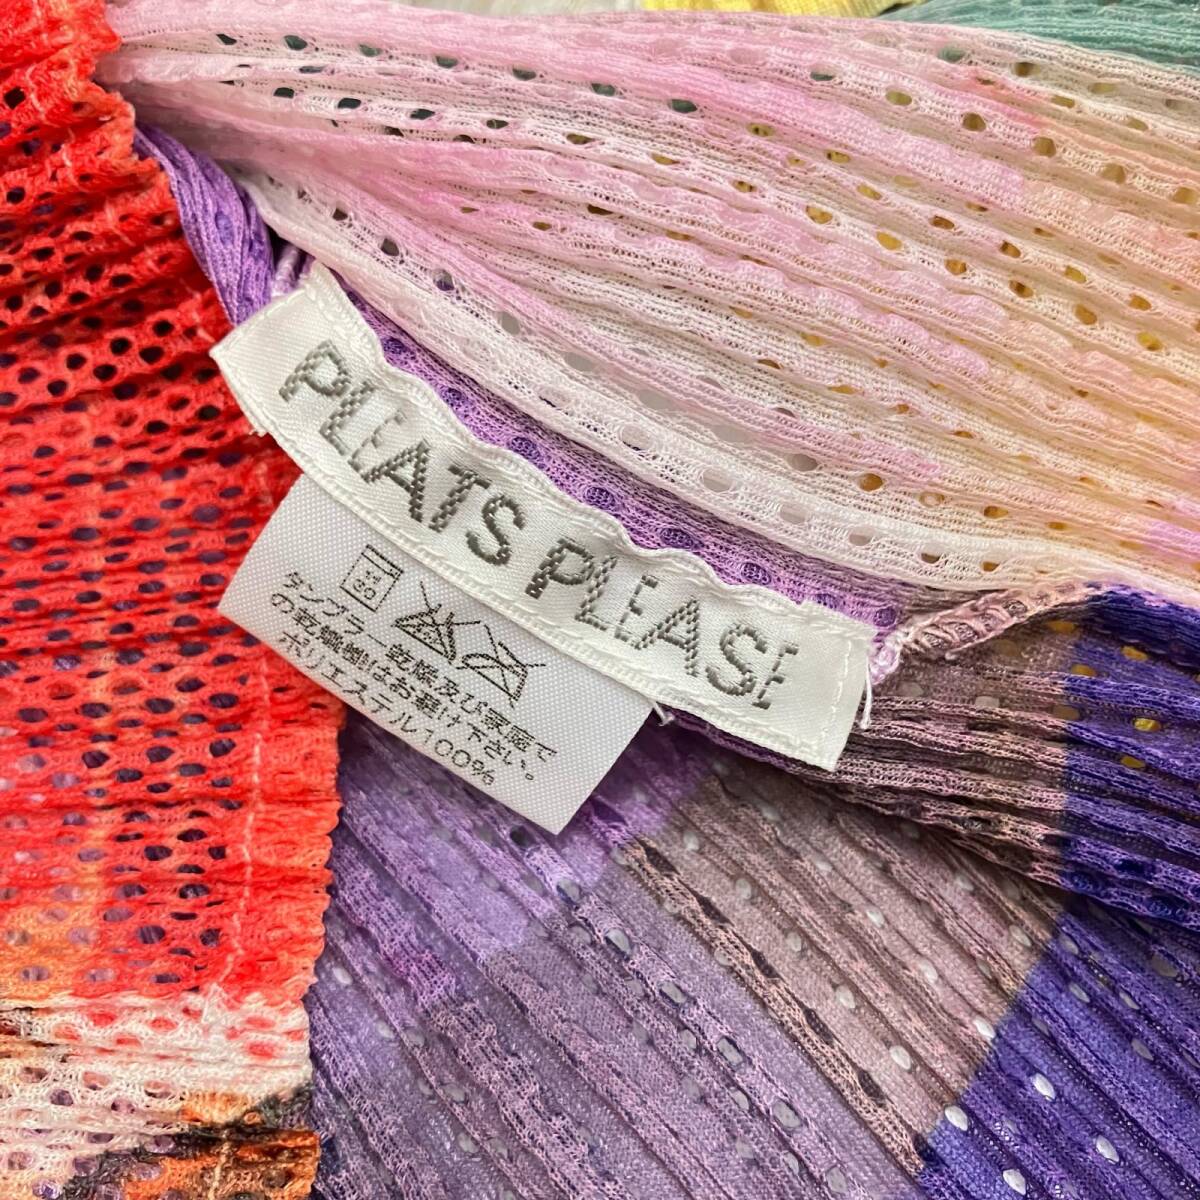 PLEATS PLEASE
タンブラー乾燥及び家庭で
の乾燥機はお避け下さい。
ポリエステル100%